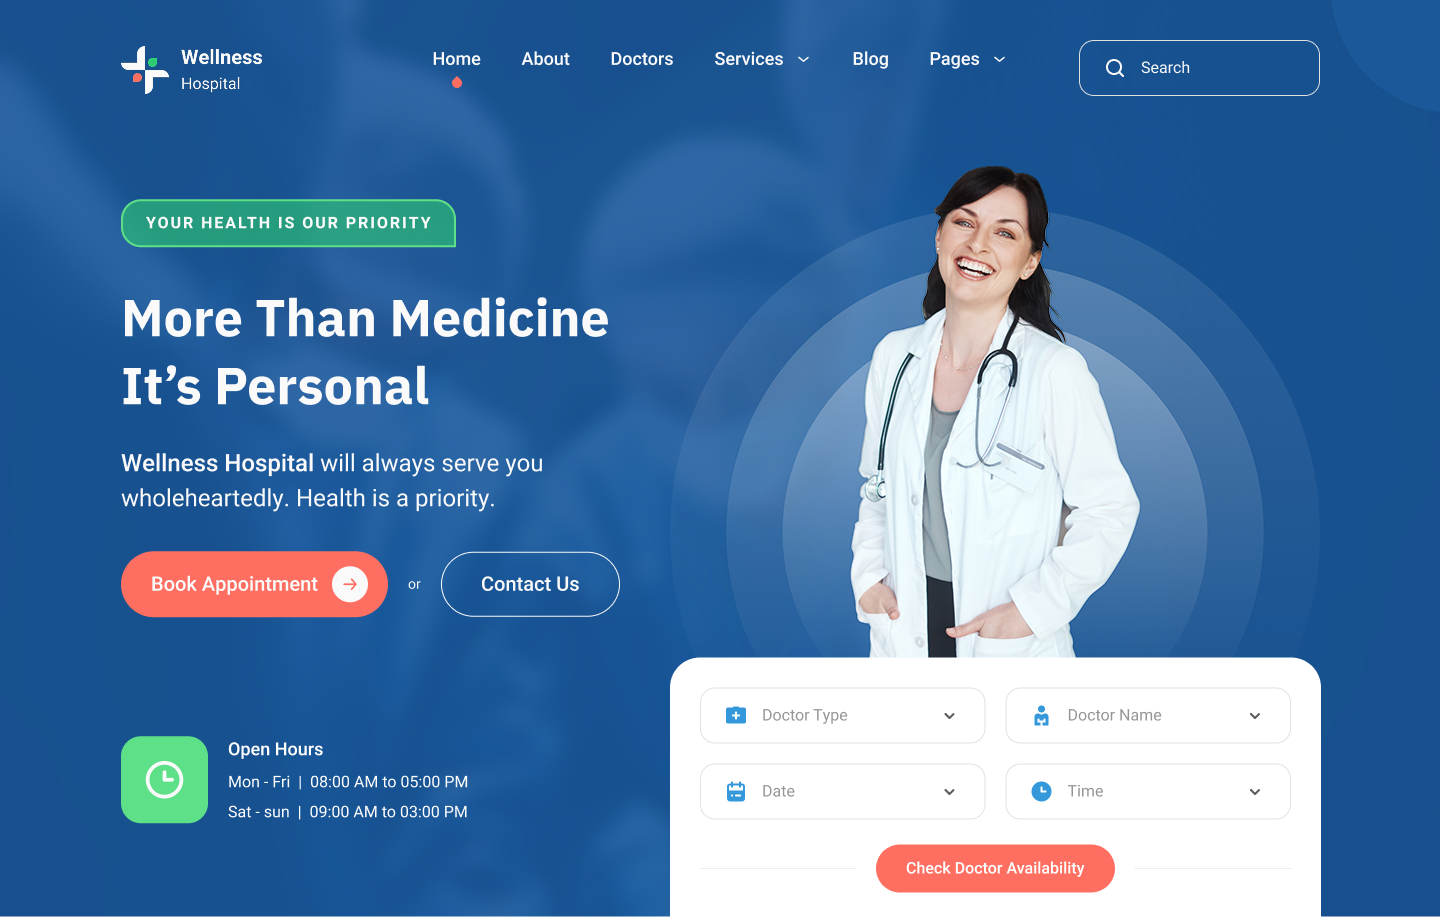 Wellness
Hospital
Home About Doctors Services Blog Pages
Search
YOUR HEALTH IS OUR PRIORITY
More Than Medicine
It’s Personal
Wellness Hospital will always serve you
wholeheartedly. Health is a priority.
Book Appointment or Contact Us
Open Hours
Mon - Fri | 08:00 AM to 05:00 PM
Sat - sun | 09:00 AM to 03:00 PM
Doctor Type Doctor Name
Date Time
Check Doctor Availability